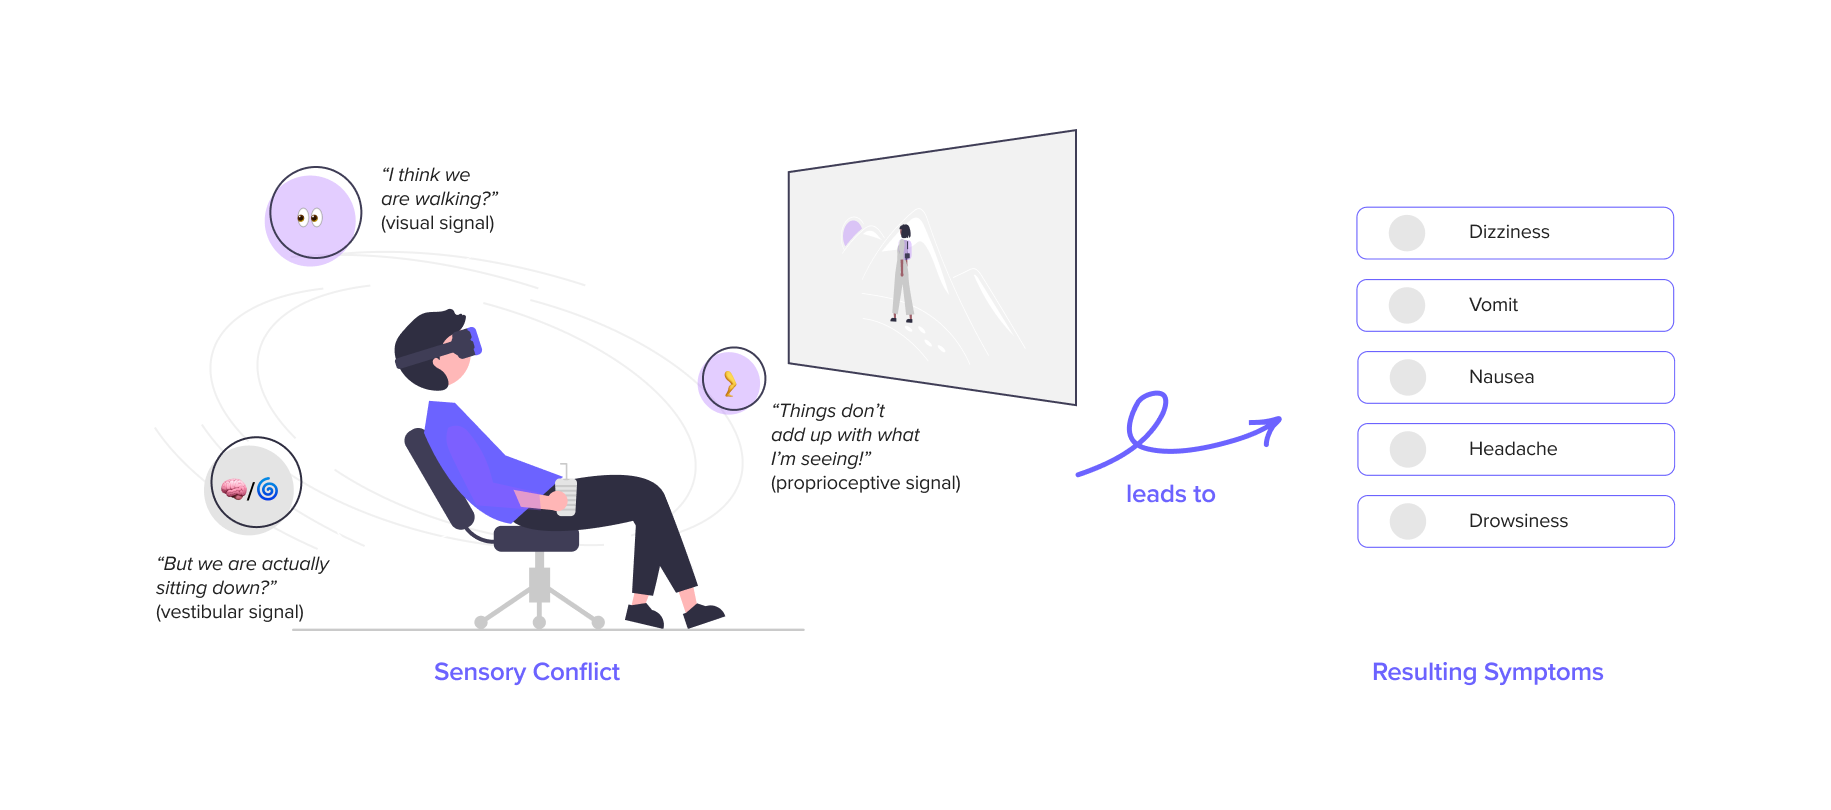 “I think we
are walking?”
(visual signal)
“Things don’t
add up with what
I’m seeing!”
(proprioceptive signal)
/
“But we are actually
sitting down?”
(vestibular signal)
Sensory Conflict
leads to
Dizziness
Vomit
Nausea
Headache
Drowsiness
Resulting Symptoms